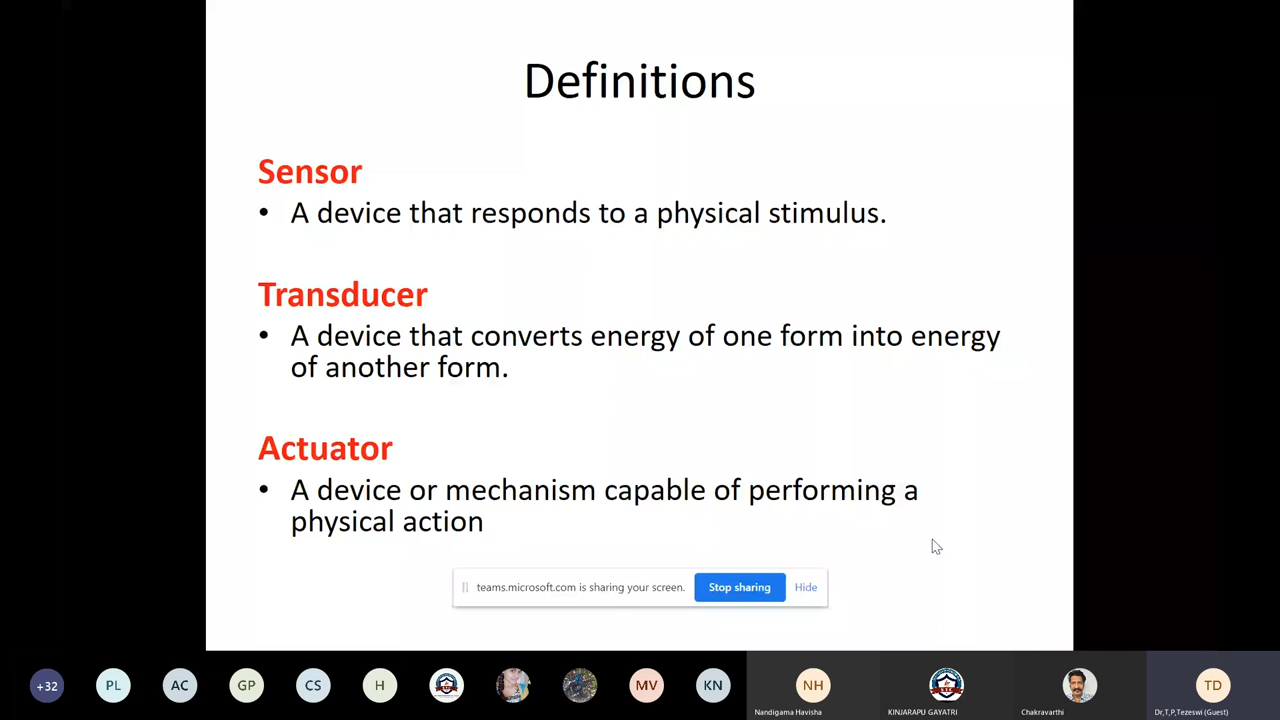 Definitions
Sensor
• A device that responds to a physical stimulus.
Transducer
• A device that converts energy of one form into energy
of another form.
Actuator
• A device or mechanism capable of performing a
physical action
teams.microsoft.com is sharing your screen. Stop sharing Hide
+32 PL AC GP CS H MV KN NH TD
Nandigama Havisha KINJARAPU GAYATRI Chakravarthi Dr,T,P,Tezeswi (Guest)